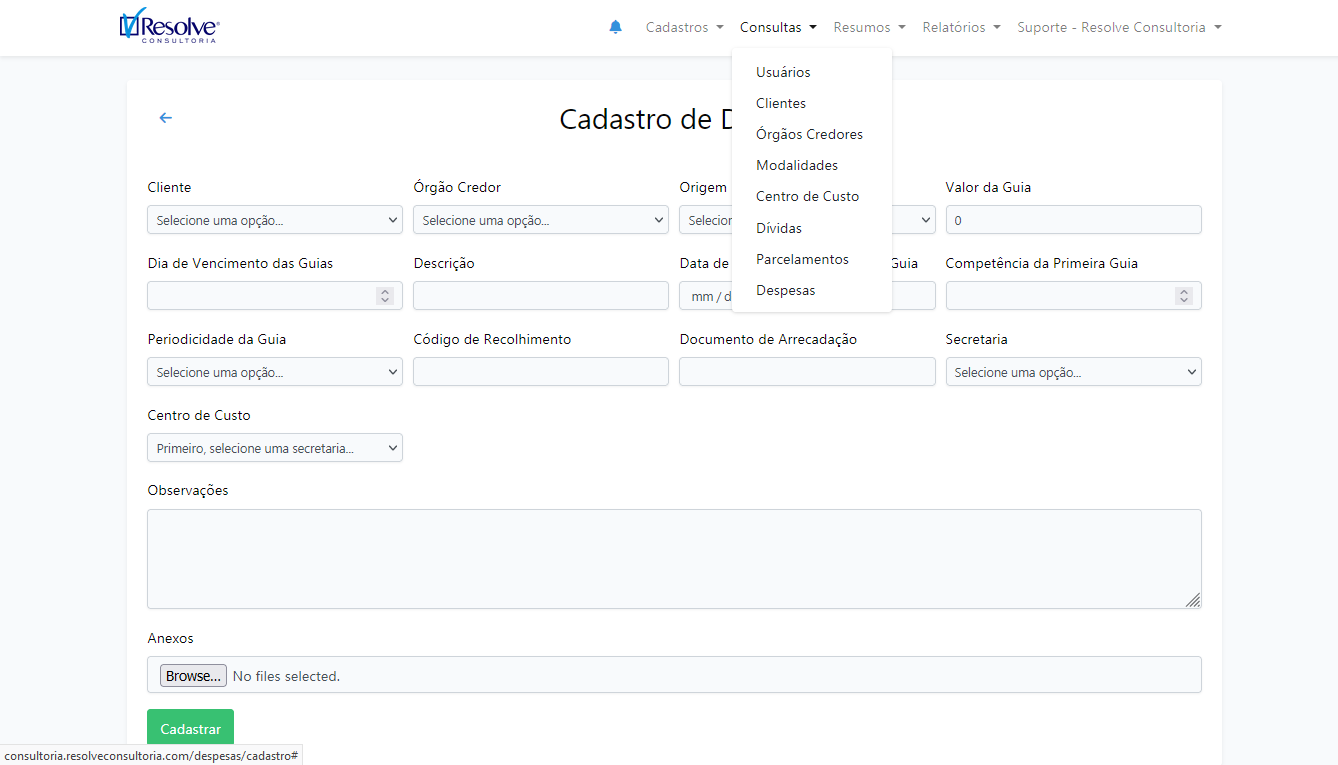 Resolve
CONSULTORIA
Cadastros
Consultas
Resumos
Relatórios
Suporte - Resolve Consultoria
Usuários
Clientes
Órgãos Credores
Modalidades
Centro de Custo
Dívidas
Parcelamentos
Despesas
Cadastro de D
Cliente
Órgão Credor
Origem
Valor da Guia
Selecione uma opção...
Selecione uma opção...
Selecion
0
Dia de Vencimento das Guias
Descrição
Data de
Guia
Competência da Primeira Guia
mm / d
Periodicidade da Guia
Código de Recolhimento
Documento de Arrecadação
Secretaria
Selecione uma opção...
Selecione uma opção...
Centro de Custo
Primeiro, selecione uma secretaria...
Observações
Anexos
Browse... No files selected.
Cadastrar
consultoria.resolveconsultoria.com/despesas/cadastro#